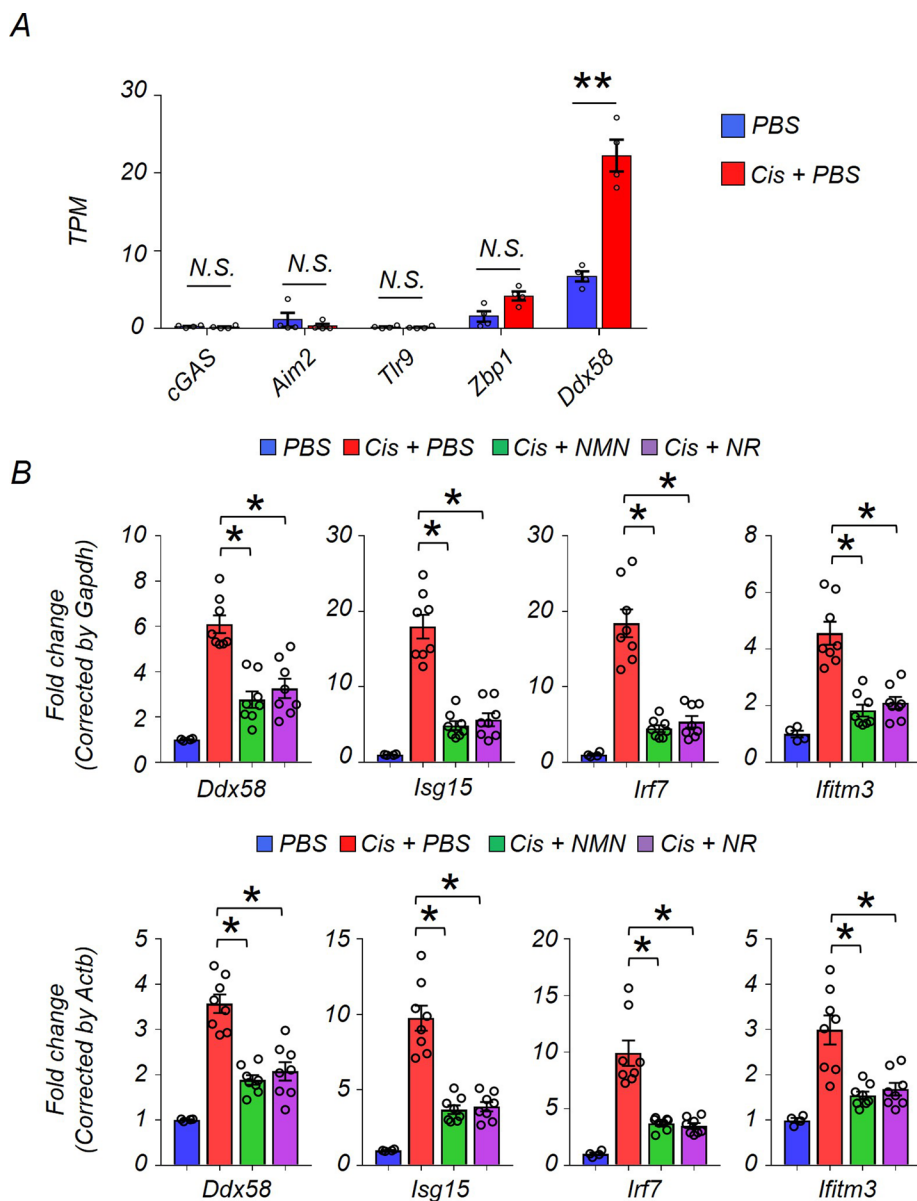 A
30
20
10
0
TPM
N.S.
N.S.
N.S.
N.S.
**
PBS
Cis + PBS
cGAS
Aim2
Tlr9
Zbp1
Ddx58
B
PBS Cis + PBS Cis + NMN Cis + NR
Fold change
(Corrected by Gapdh)
10
8
6
4
2
0
*
*
Ddx58
30
20
10
0
*
*
Isg15
30
20
10
0
*
*
Irf7
8
6
4
2
0
*
*
Ifitm3
PBS Cis + PBS Cis + NMN Cis + NR
Fold change
(Corrected by Actb)
5
4
3
2
1
0
*
*
Ddx58
15
10
5
0
*
*
Isg15
20
15
10
5
0
*
*
Irf7
5
4
3
2
1
0
*
*
Ifitm3